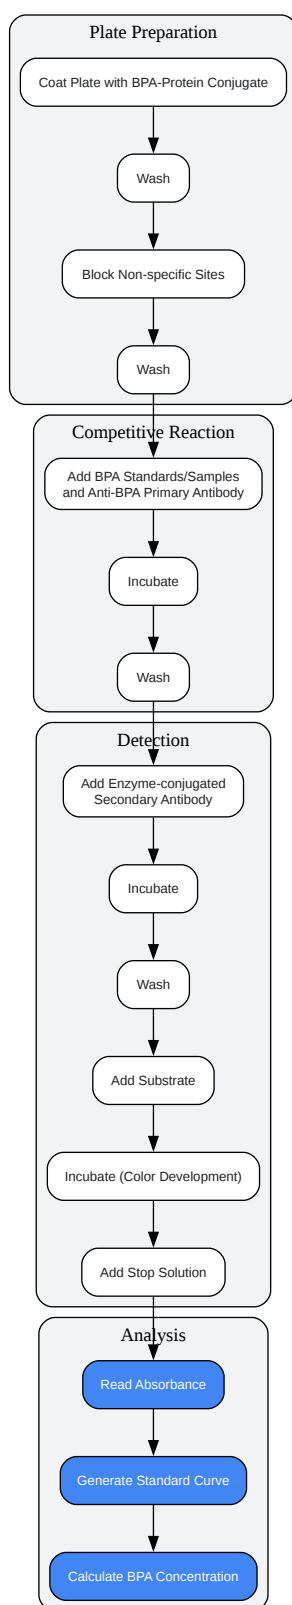 Plate Preparation
Coat Plate with BPA-Protein Conjugate
Wash
Block Non-specific Sites
Wash
Competitive Reaction
Add BPA Standards/Samples
and Anti-BPA Primary Antibody
Incubate
Wash
Detection
Add Enzyme-conjugated
Secondary Antibody
Incubate
Wash
Add Substrate
Incubate (Color Development)
Add Stop Solution
Analysis
Read Absorbance
Generate Standard Curve
Calculate BPA Concentration